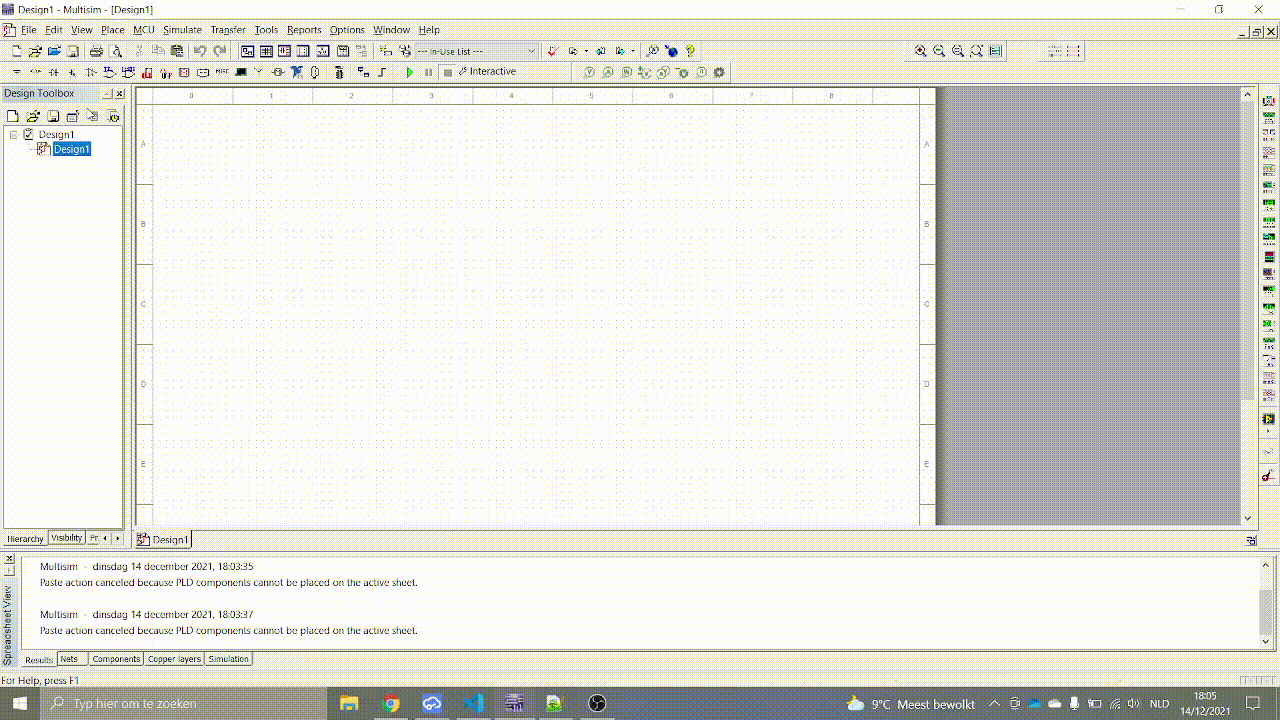 Design1 - Multisim - [Design1]
File Edit View Place MCU Simulate Transfer Tools Reports Options Window Help
--- In-Use List ---
Interactive
Design Toolbox
Design1
Design1
0 1 2 3 4 5 6 7 8
A A
B B
C C
D D
E E
Hierarchy Visibility Pr
Design1
Spreadsheet View
Multisim - dinsdag 14 december 2021, 18:03:35
Paste action canceled because PLD components cannot be placed on the active sheet.
Multisim - dinsdag 14 december 2021, 18:03:37
Paste action canceled because PLD components cannot be placed on the active sheet.
Results Nets Components Copper layers Simulation
For Help, press F1
Typ hier om te zoeken
9°C Meest bewolkt
NLD
18:05
14/12/2021